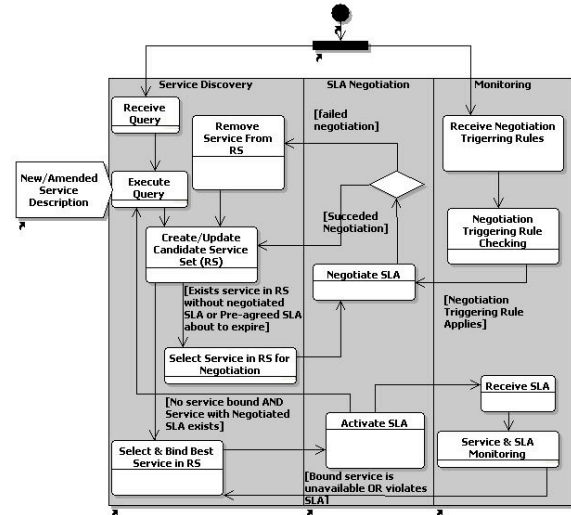 Service Discovery
SLA Negotiation
Monitoring
Receive
Query
Remove
Service From
RS
[failed
negotiation]
Receive Negotiation
Trigerring Rules
New/Amended
Service
Description
Execute
Query
[Succeded
Negotiation]
Negotiation
Triggering Rule
Checking
Create/Update
Candidate Service
Set (RS)
Negotiate SLA
[Exists service in RS
without negotiated
SLA or Pre-agreed SLA
about to expire]
[Negotiation
Triggering Rule
Applies]
Select Service in RS for
Negotiation
[No service bound AND
Service with Negotiated
SLA exists]
Activate SLA
Receive SLA
Select & Bind Best
Service in RS
Service & SLA
Monitoring
[Bound service is
unavailable OR violates
SLA]